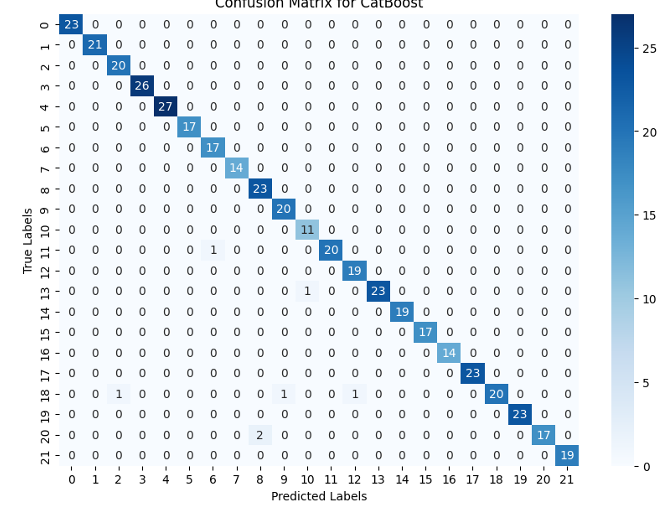 Confusion Matrix for CatBoost
0 23 0 0 0 0 0 0 0 0 0 0 0 0 0 0 0 0 0 0 0 0 0
1 0 21 0 0 0 0 0 0 0 0 0 0 0 0 0 0 0 0 0 0 0 0
2 0 0 20 0 0 0 0 0 0 0 0 0 0 0 0 0 0 0 0 0 0 0
3 0 0 0 26 0 0 0 0 0 0 0 0 0 0 0 0 0 0 0 0 0 0
4 0 0 0 0 27 0 0 0 0 0 0 0 0 0 0 0 0 0 0 0 0 0
5 0 0 0 0 0 17 0 0 0 0 0 0 0 0 0 0 0 0 0 0 0 0
6 0 0 0 0 0 0 17 0 0 0 0 0 0 0 0 0 0 0 0 0 0 0
7 0 0 0 0 0 0 0 14 0 0 0 0 0 0 0 0 0 0 0 0 0 0
8 0 0 0 0 0 0 0 0 23 0 0 0 0 0 0 0 0 0 0 0 0 0
9 0 0 0 0 0 0 0 0 0 20 0 0 0 0 0 0 0 0 0 0 0 0
10 0 0 0 0 0 0 0 0 0 0 11 0 0 0 0 0 0 0 0 0 0 0
11 0 0 0 0 0 0 1 0 0 0 0 20 0 0 0 0 0 0 0 0 0 0
12 0 0 0 0 0 0 0 0 0 0 0 0 19 0 0 0 0 0 0 0 0 0
13 0 0 0 0 0 0 0 0 0 0 1 0 0 23 0 0 0 0 0 0 0 0
14 0 0 0 0 0 0 0 0 0 0 0 0 0 0 19 0 0 0 0 0 0 0
15 0 0 0 0 0 0 0 0 0 0 0 0 0 0 0 17 0 0 0 0 0 0
16 0 0 0 0 0 0 0 0 0 0 0 0 0 0 0 0 14 0 0 0 0 0
17 0 0 0 0 0 0 0 0 0 0 0 0 0 0 0 0 0 23 0 0 0 0
18 0 0 1 0 0 0 0 0 0 1 0 0 1 0 0 0 0 0 20 0 0 0
19 0 0 0 0 0 0 0 0 0 0 0 0 0 0 0 0 0 0 0 23 0 0
20 0 0 0 0 0 0 0 0 2 0 0 0 0 0 0 0 0 0 0 0 17 0
21 0 0 0 0 0 0 0 0 0 0 0 0 0 0 0 0 0 0 0 0 0 19
0 1 2 3 4 5 6 7 8 9 10 11 12 13 14 15 16 17 18 19 20 21
True Labels
Predicted Labels
25
20
15
10
5
0